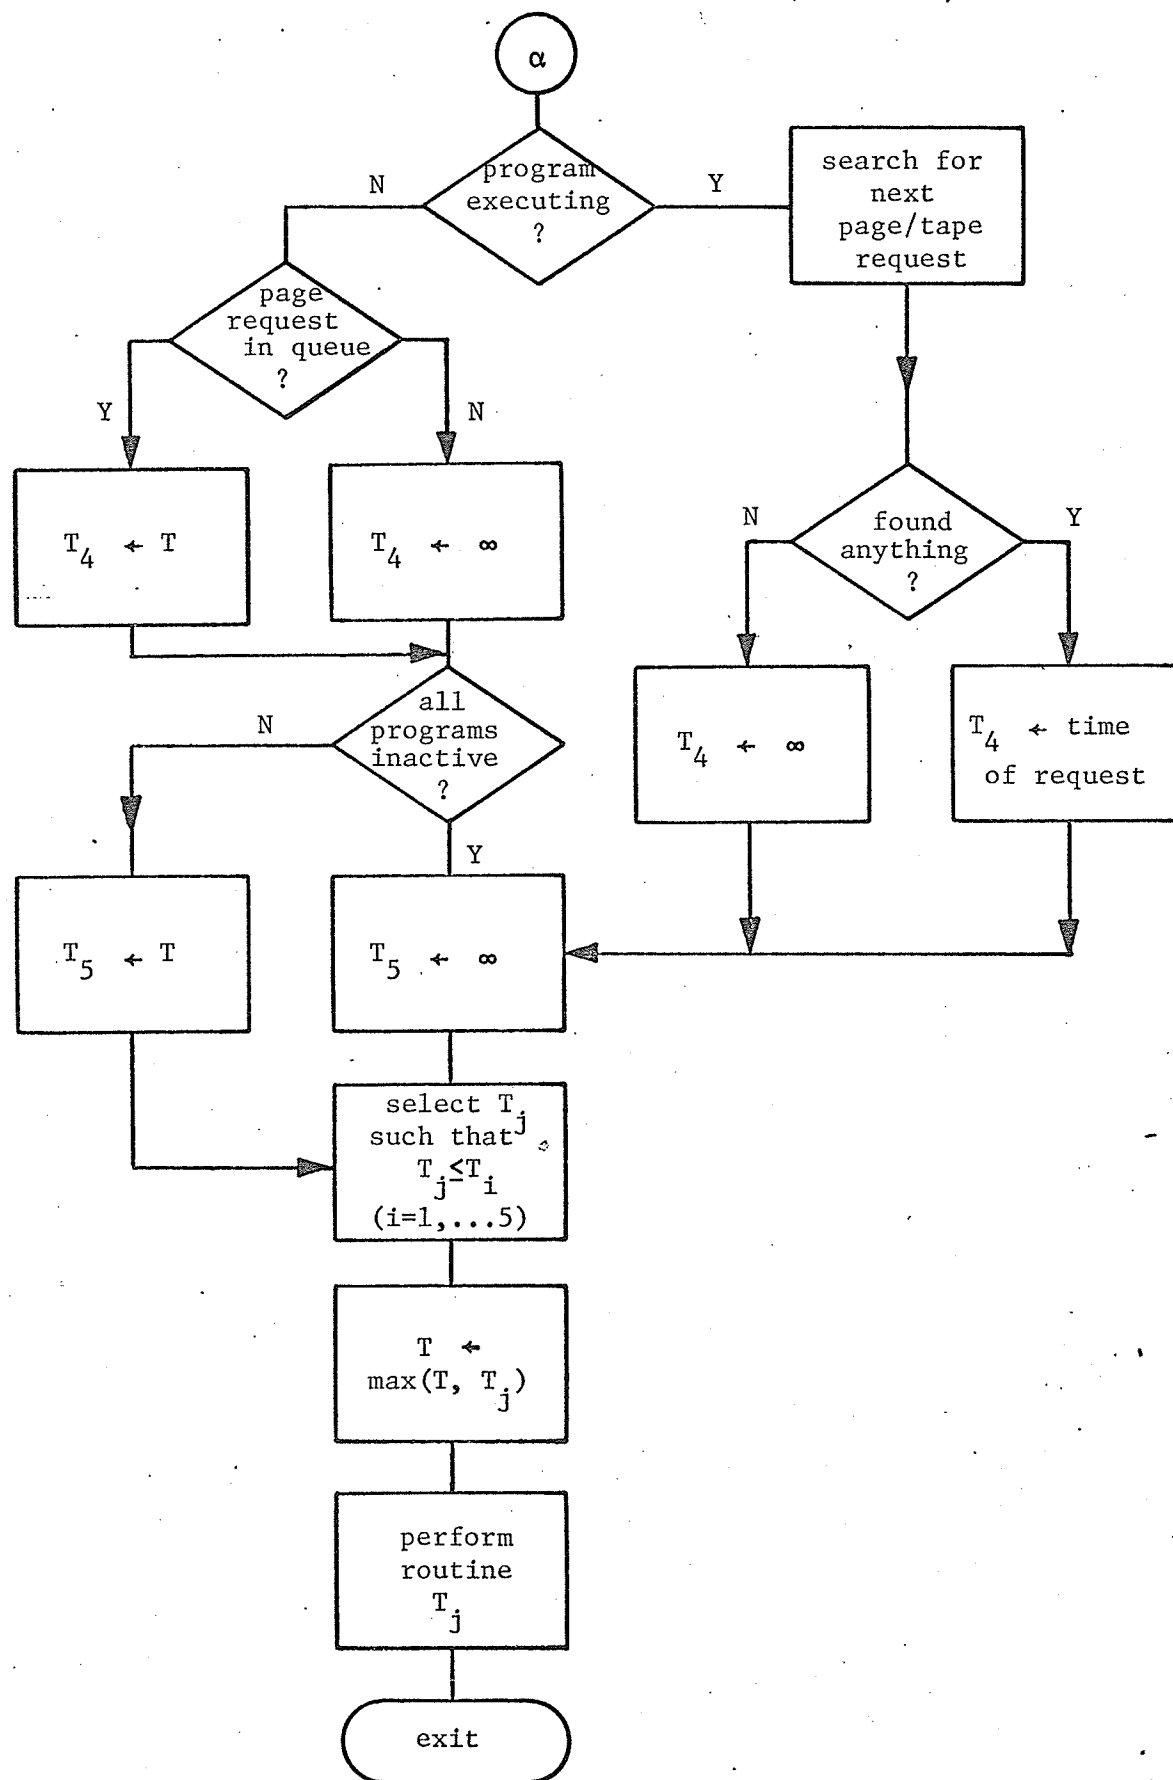 α
program
executing
?
N
Y
search for
next
page/tape
request
page
request
in queue
?
Y
N
T4 ← T
T4 ← ∞
found
anything
?
N
Y
T4 ← ∞
T4 ← time
of request
all
programs
inactive
?
N
Y
T5 ← T
T5 ← ∞
select Tj
such that
Tj≤Ti
(i=1,...5)
T ←
max(T, Tj)
perform
routine
Tj
exit